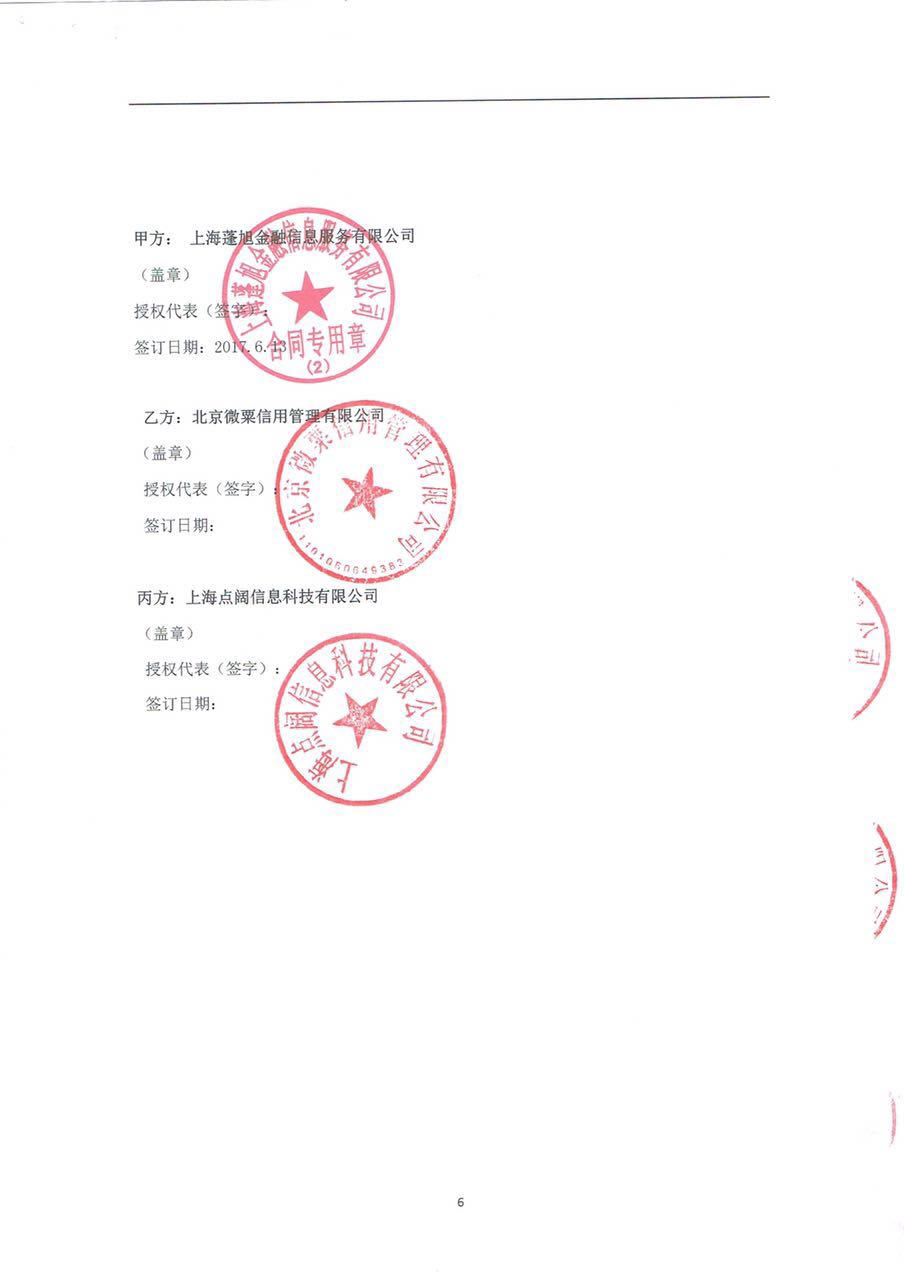 甲方： 上海蓬旭金融信息服务有限公司
（盖章）
授权代表（签字）：
签订日期：2017.6.13
上海蓬旭金融信息服务有限公司
合同专用章
(2)
乙方：北京微粟信用管理有限公司
（盖章）
授权代表（签字）：
签订日期：
北京微粟信用管理有限公司
丙方：上海点阔信息科技有限公司
（盖章）
授权代表（签字）：
签订日期：
上海点阔信息科技有限公司
公司
公
6